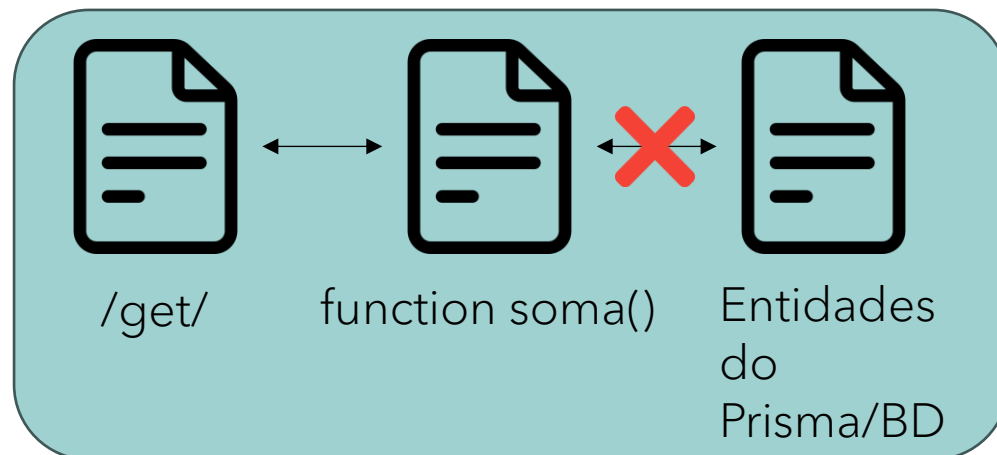 /get/
function soma()
Entidades
do
Prisma/BD